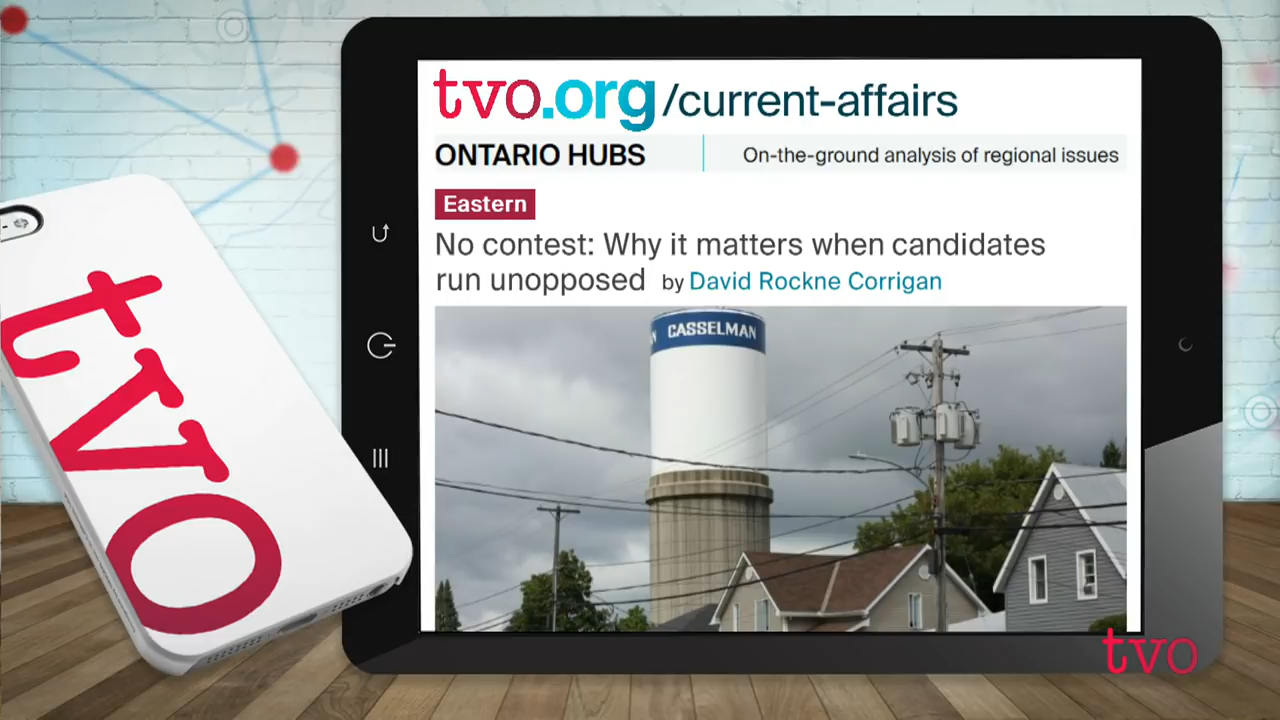 tvo.org/current-affairs
ONTARIO HUBS On-the-ground analysis of regional issues
Eastern
No contest: Why it matters when candidates
run unopposed by David Rockne Corrigan
N CASSELMAN
tvo
tvo